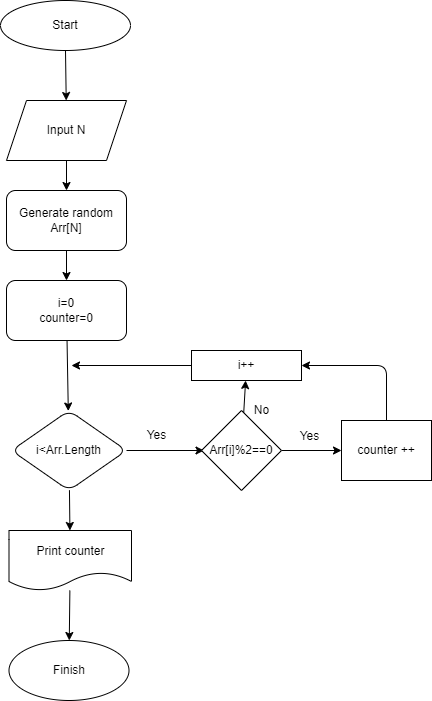 Start
Input N
Generate random
Arr[N]
i=0
counter=0
i++
No
Yes
Yes
i<Arr.Length
Arr[i]%2==0
counter ++
Print counter
Finish